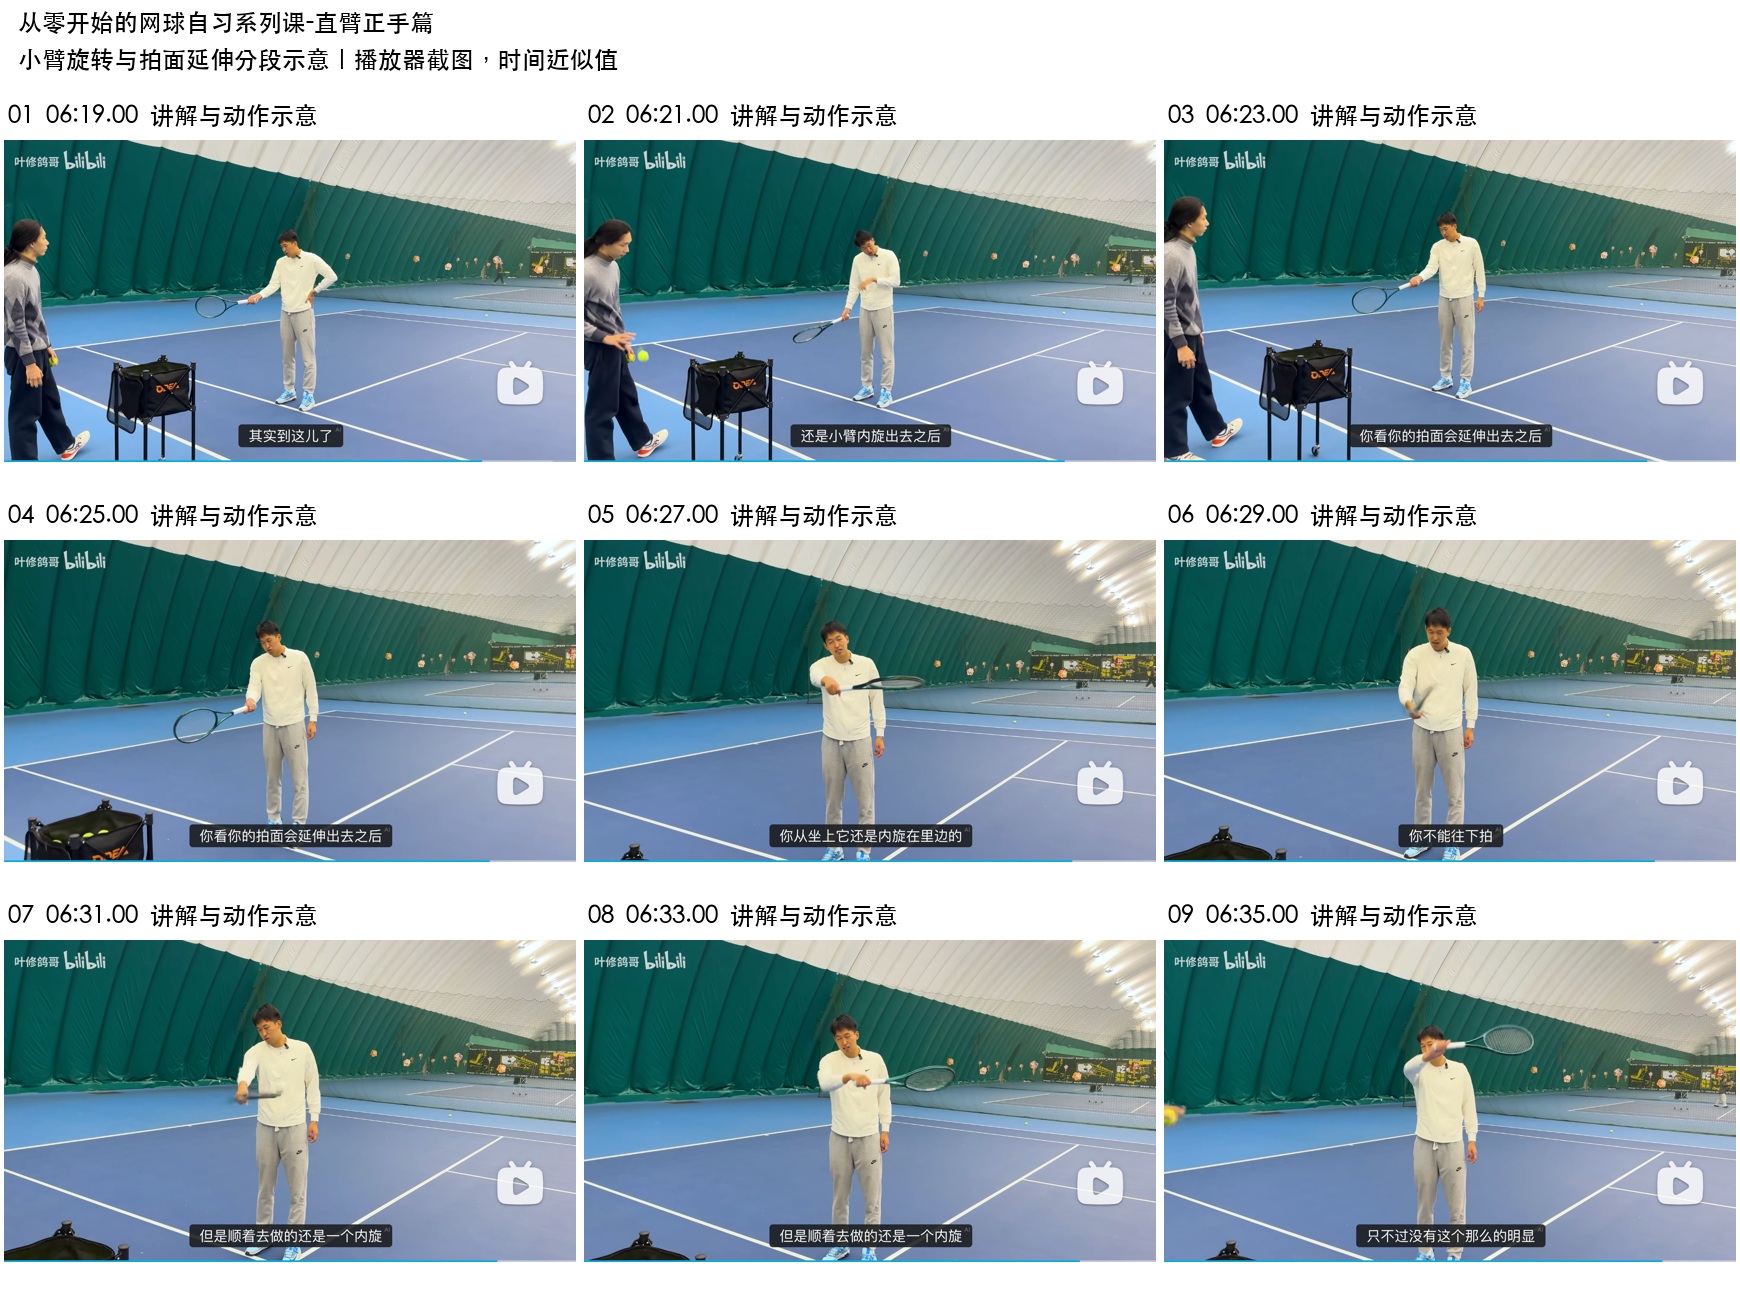 从零开始的网球自习系列课-直臂正手篇
小臂旋转与拍面延伸分段示意丨播放器截图，时间近似值
01 06:19.00 讲解与动作示意
02 06:21.00 讲解与动作示意
03 06:23.00 讲解与动作示意
叶修鸽哥 bilibili
叶修鸽哥 bilibili
叶修鸽哥 bilibili
其实到这儿了
还是小臂内旋出去之后
你看你的拍面会延伸出去之后
04 06:25.00 讲解与动作示意
05 06:27.00 讲解与动作示意
06 06:29.00 讲解与动作示意
叶修鸽哥 bilibili
叶修鸽哥 bilibili
叶修鸽哥 bilibili
你看你的拍面会延伸出去之后
你从坐上它还是内旋在里边的
你不能往下拍
07 06:31.00 讲解与动作示意
08 06:33.00 讲解与动作示意
09 06:35.00 讲解与动作示意
叶修鸽哥 bilibili
叶修鸽哥 bilibili
叶修鸽哥 bilibili
但是顺着去做的还是一个内旋
但是顺着去做的还是一个内旋
只不过没有这个那么的明显